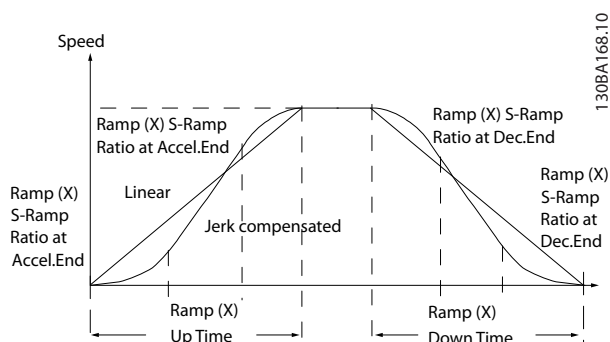 130BA168.10
Speed
Ramp (X) S-Ramp
Ratio at Accel.End
Ramp (X) S-Ramp
Ratio at Dec.End
Ramp (X)
S-Ramp
Ratio at
Accel.End
Linear
Jerk compensated
Ramp (X)
S-Ramp
Ratio at
Dec.End
Ramp (X)
Up Time
Ramp (X)
Down Time